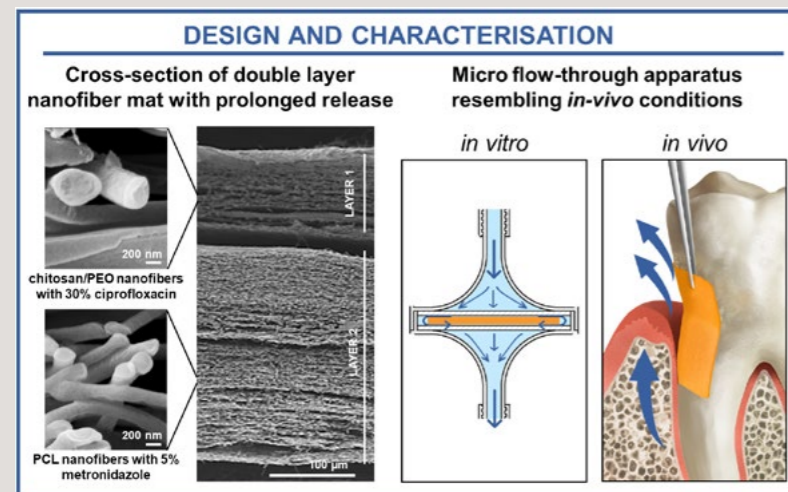 DESIGN AND CHARACTERISATION
Cross-section of double layer
nanofiber mat with prolonged release
200 nm
chitosan/PEO nanofibers
with 30% ciprofloxacin
200 nm
PCL nanofibers with 5%
metronidazole
LAYER 1
LAYER 2
100 µm
Micro flow-through apparatus
resembling in-vivo conditions
in vitro
in vivo